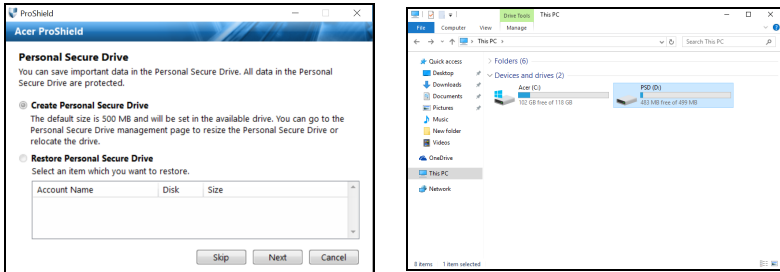 ProShield
Acer ProShield
Personal Secure Drive
You can save important data in the Personal Secure Drive. All data in the Personal
Secure Drive are protected.
Create Personal Secure Drive
The default size is 500 MB and will be set in the available drive. You can go to the
Personal Secure Drive management page to resize the Personal Secure Drive or
relocate the drive.
Restore Personal Secure Drive
Select an item which you want to restore.
Account Name Disk Size
Skip Next Cancel
Drive Tools This PC
File Computer View Manage
This PC Search This PC
Quick access
Desktop
Downloads
Documents
Pictures
Music
New folder
Videos
OneDrive
This PC
Network
Folders (6)
Devices and drives (2)
Acer (C:) PSD (D:)
102 GB free of 118 GB 483 MB free of 499 MB
8 items 1 item selected